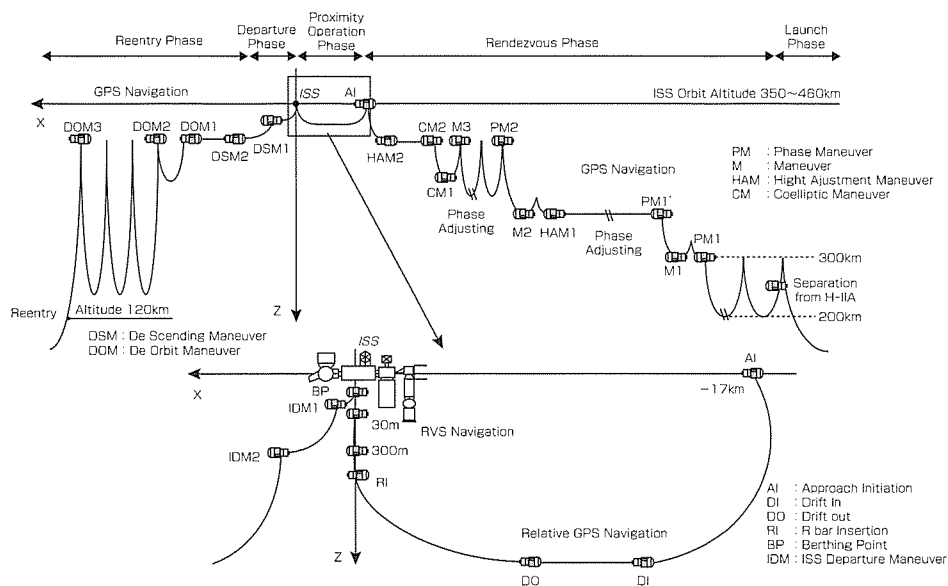 Reentry Phase
Departure
Phase
Proximity
Operation
Phase
Rendezvous Phase
Launch
Phase
GPS Navigation
ISS
AI
ISS Orbit Altitude 350～460km
X
DOM3
DOM2
DOM1
DSM2
DSM1
HAM2
CM2
M3
PM2
CM1
Phase
Adjusting
GPS Navigation
M2
HAM1
Phase
Adjusting
PM1'
M1
PM1
PM : Phase Maneuver
M : Maneuver
HAM : Hight Ajustment Maneuver
CM : Coelliptic Maneuver
300km
Separation
from H-IIA
200km
Reentry
Altitude 120km
Z
DSM : De Scending Maneuver
DOM : De Orbit Maneuver
ISS
X
BP
IDM1
30m
RVS Navigation
IDM2
300m
RI
AI
-17km
Relative GPS Navigation
Z
DO
DI
AI : Approach Initiation
DI : Drift In
DO : Drift out
RI : R bar Insertion
BP : Berthing Point
IDM : ISS Departure Maneuver